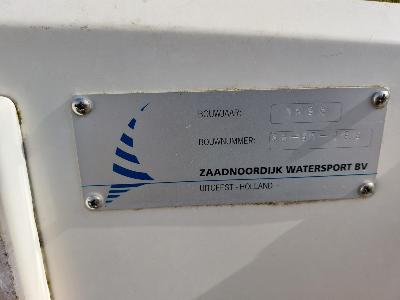 BOUWJAAR:
BOUWNUMMER:
ZAADNOORDIJK WATERSPORT BV
UITGEEST - HOLLAND